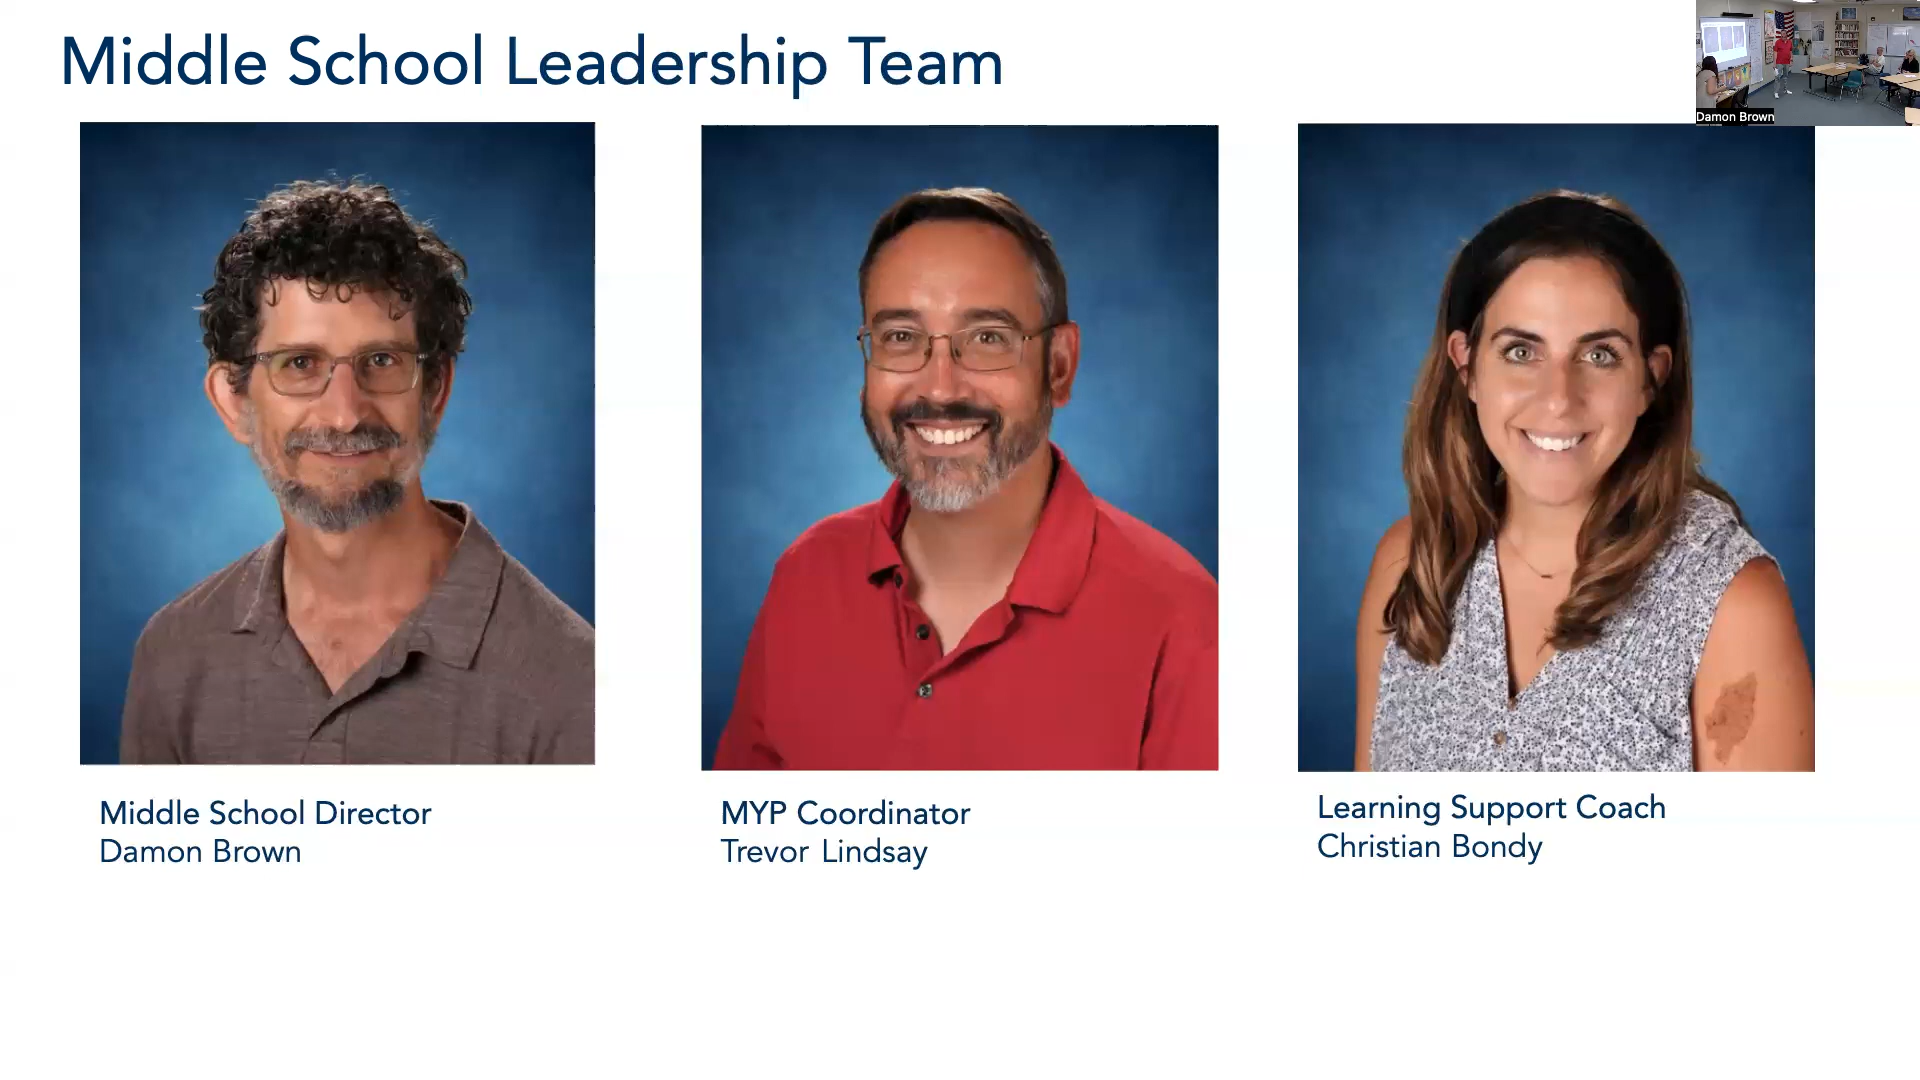 Middle School Leadership Team
Damon Brown
Middle School Director
Damon Brown
MYP Coordinator
Trevor Lindsay
Learning Support Coach
Christian Bondy